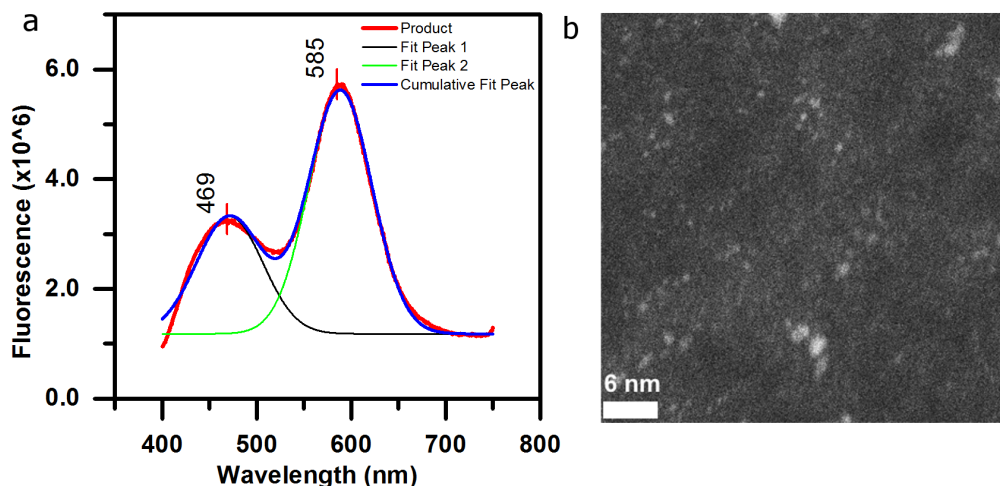 a
Product
Fit Peak 1
Fit Peak 2
Cumulative Fit Peak
469
585
6.0
4.0
2.0
0.0
Fluorescence (x10^6)
400
500
600
700
800
Wavelength (nm)
b
6 nm